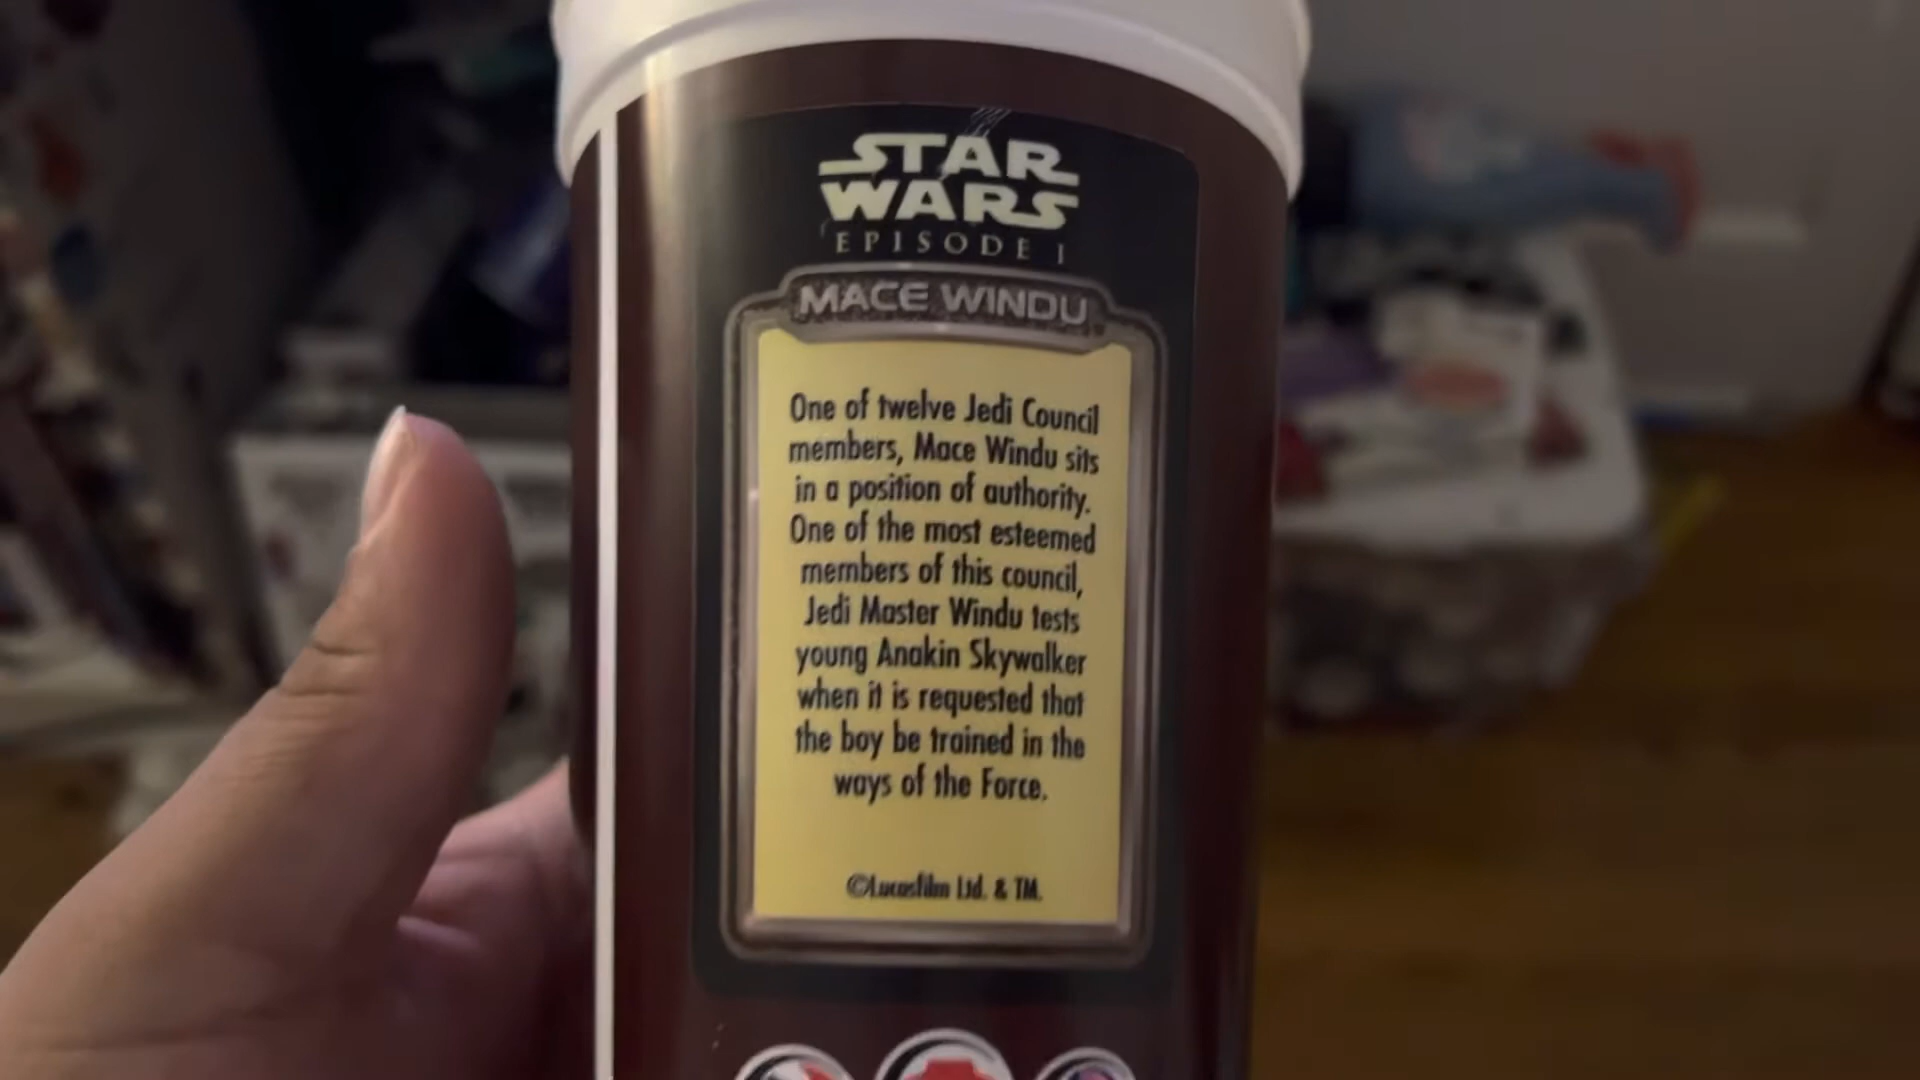 STAR
WARS
EPISODE I
MACE WINDU
One of twelve Jedi Council
members, Mace Windu sits
in a position of authority.
One of the most esteemed
members of this council,
Jedi Master Windu tests
young Anakin Skywalker
when it is requested that
the boy be trained in the
ways of the Force.
©Lucasfilm Ltd. & TM.